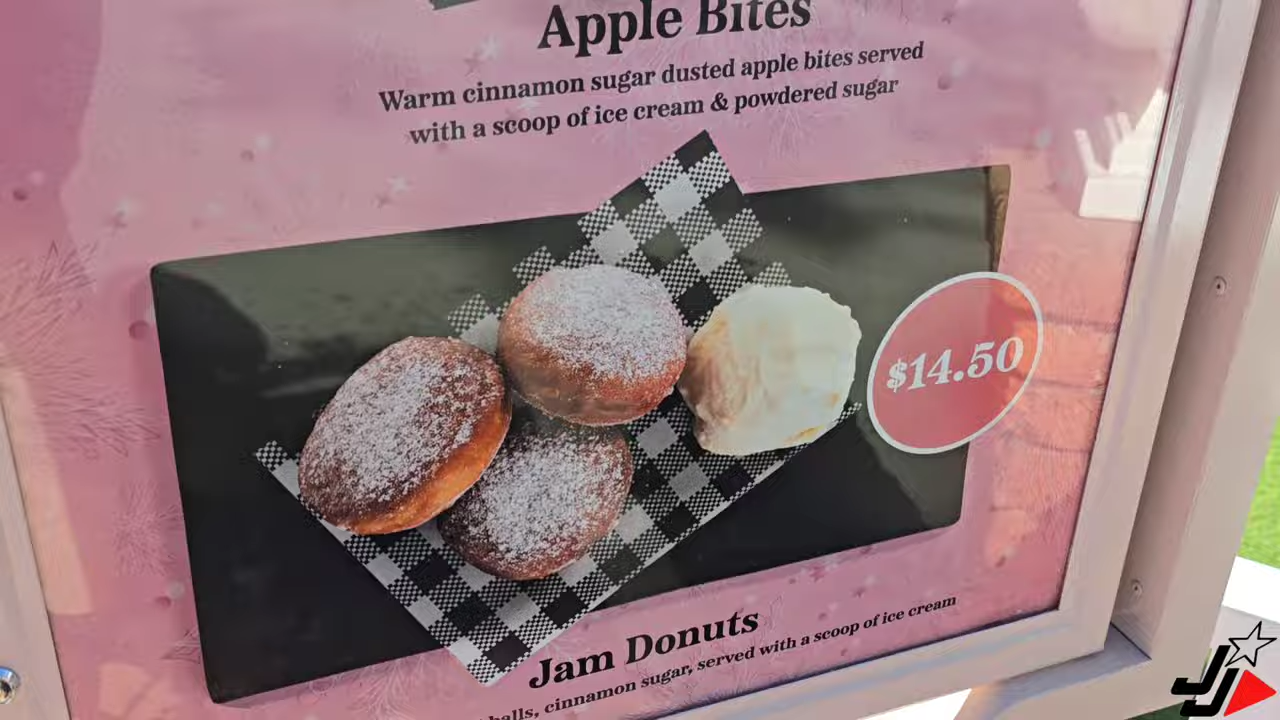 Apple Bites
Warm cinnamon sugar dusted apple bites served
with a scoop of ice cream & powdered sugar
$14.50
Jam Donuts
balls, cinnamon sugar, served with a scoop of ice cream
JJ